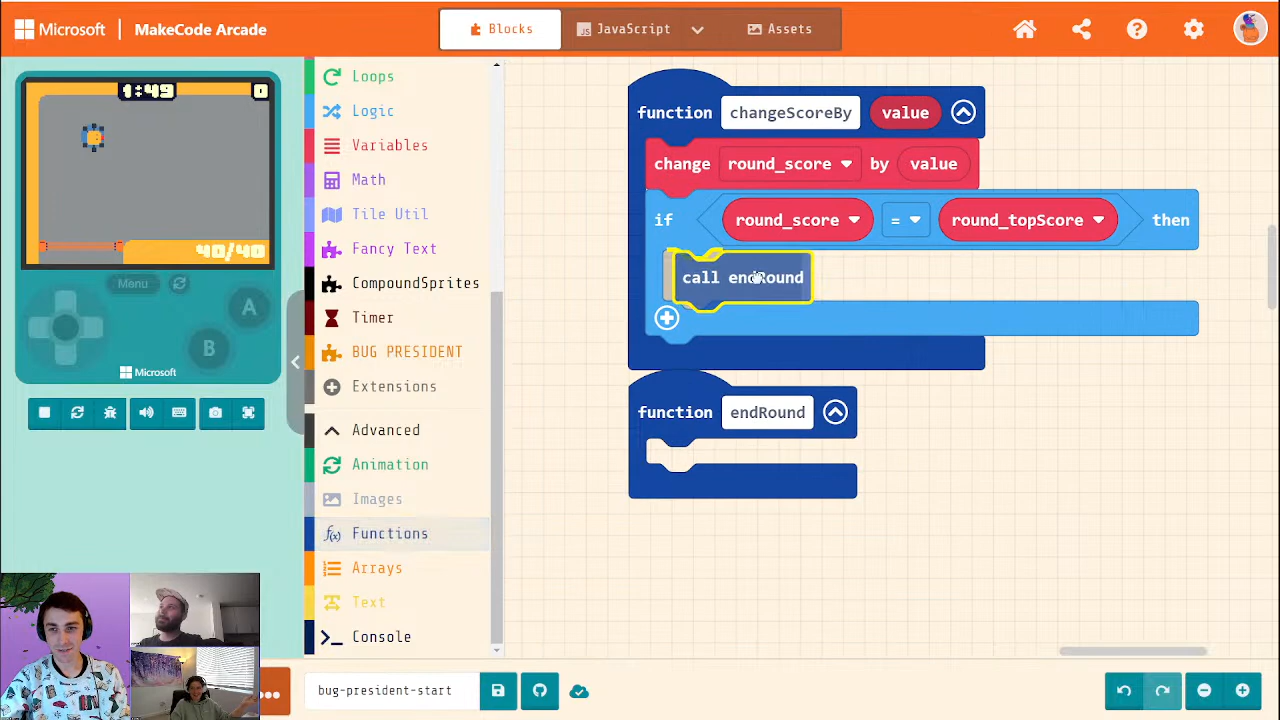 Microsoft
MakeCode Arcade
Blocks
JavaScript
Assets
1:49
0
40/40
Menu
A
B
Microsoft
Loops
Logic
Variables
Math
Tile Util
Fancy Text
CompoundSprites
Timer
BUG PRESIDENT
Extensions
Advanced
Animation
Images
Functions
Arrays
Text
Console
function changeScoreBy value
change round_score by value
if round_score = round_topScore then
call endRound
function endRound
bug-president-start